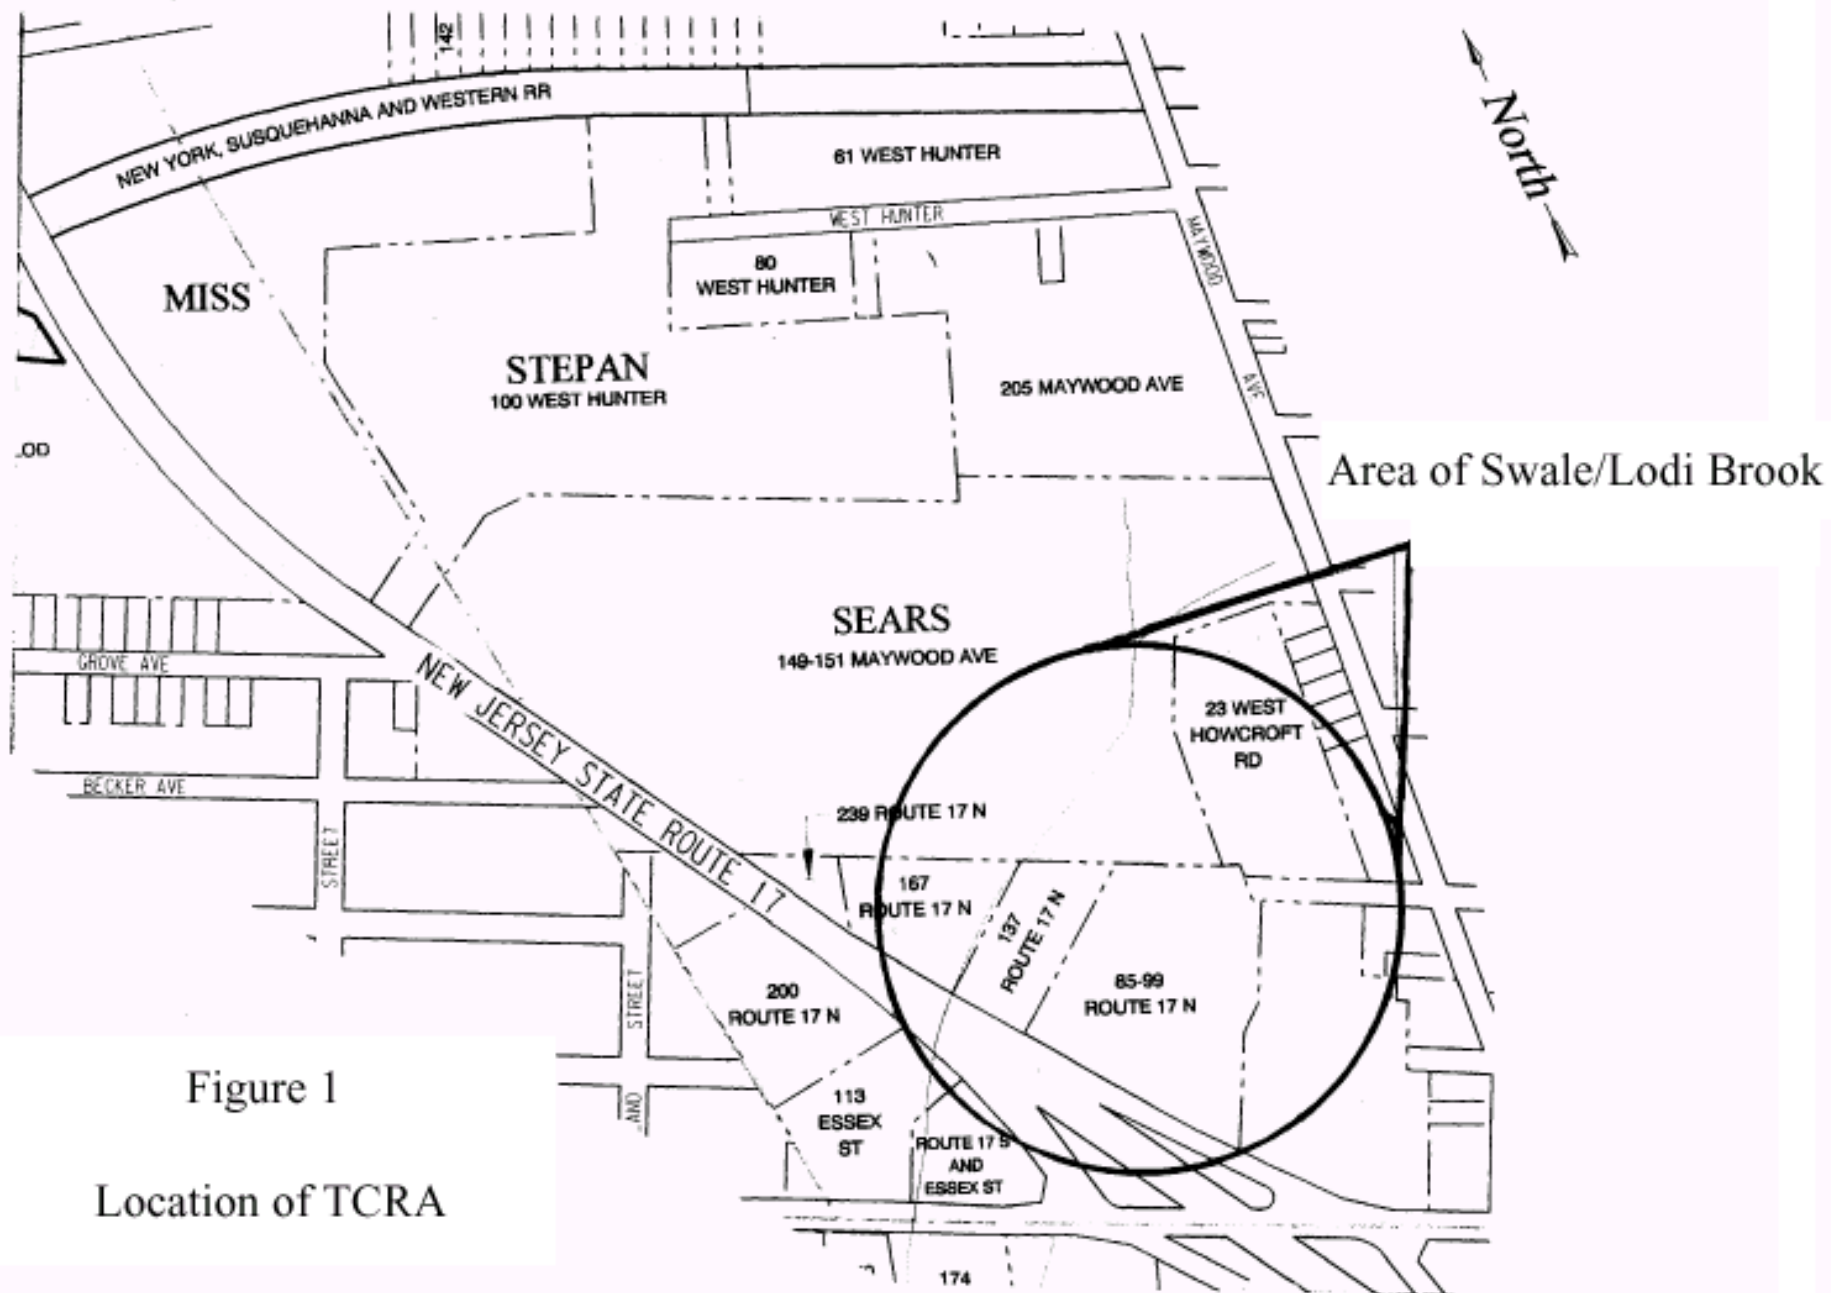 142
NEW YORK, SUSQUEHANNA AND WESTERN RR
North
61 WEST HUNTER
WEST HUNTER
MAYWOOD
AVE
80
WEST HUNTER
MISS
STEPAN
100 WEST HUNTER
205 MAYWOOD AVE
Area of Swale/Lodi Brook
SEARS
149-151 MAYWOOD AVE
GROVE AVE
NEW JERSEY STATE ROUTE 17
23 WEST
HOWCROFT
RD
BECKER AVE
STREET
239 ROUTE 17 N
167
ROUTE 17 N
137
ROUTE 17 N
85-99
ROUTE 17 N
200
ROUTE 17 N
STREET
AND
113
ESSEX
ST
ROUTE 17 S
AND
ESSEX ST
174
Figure 1
Location of TCRA